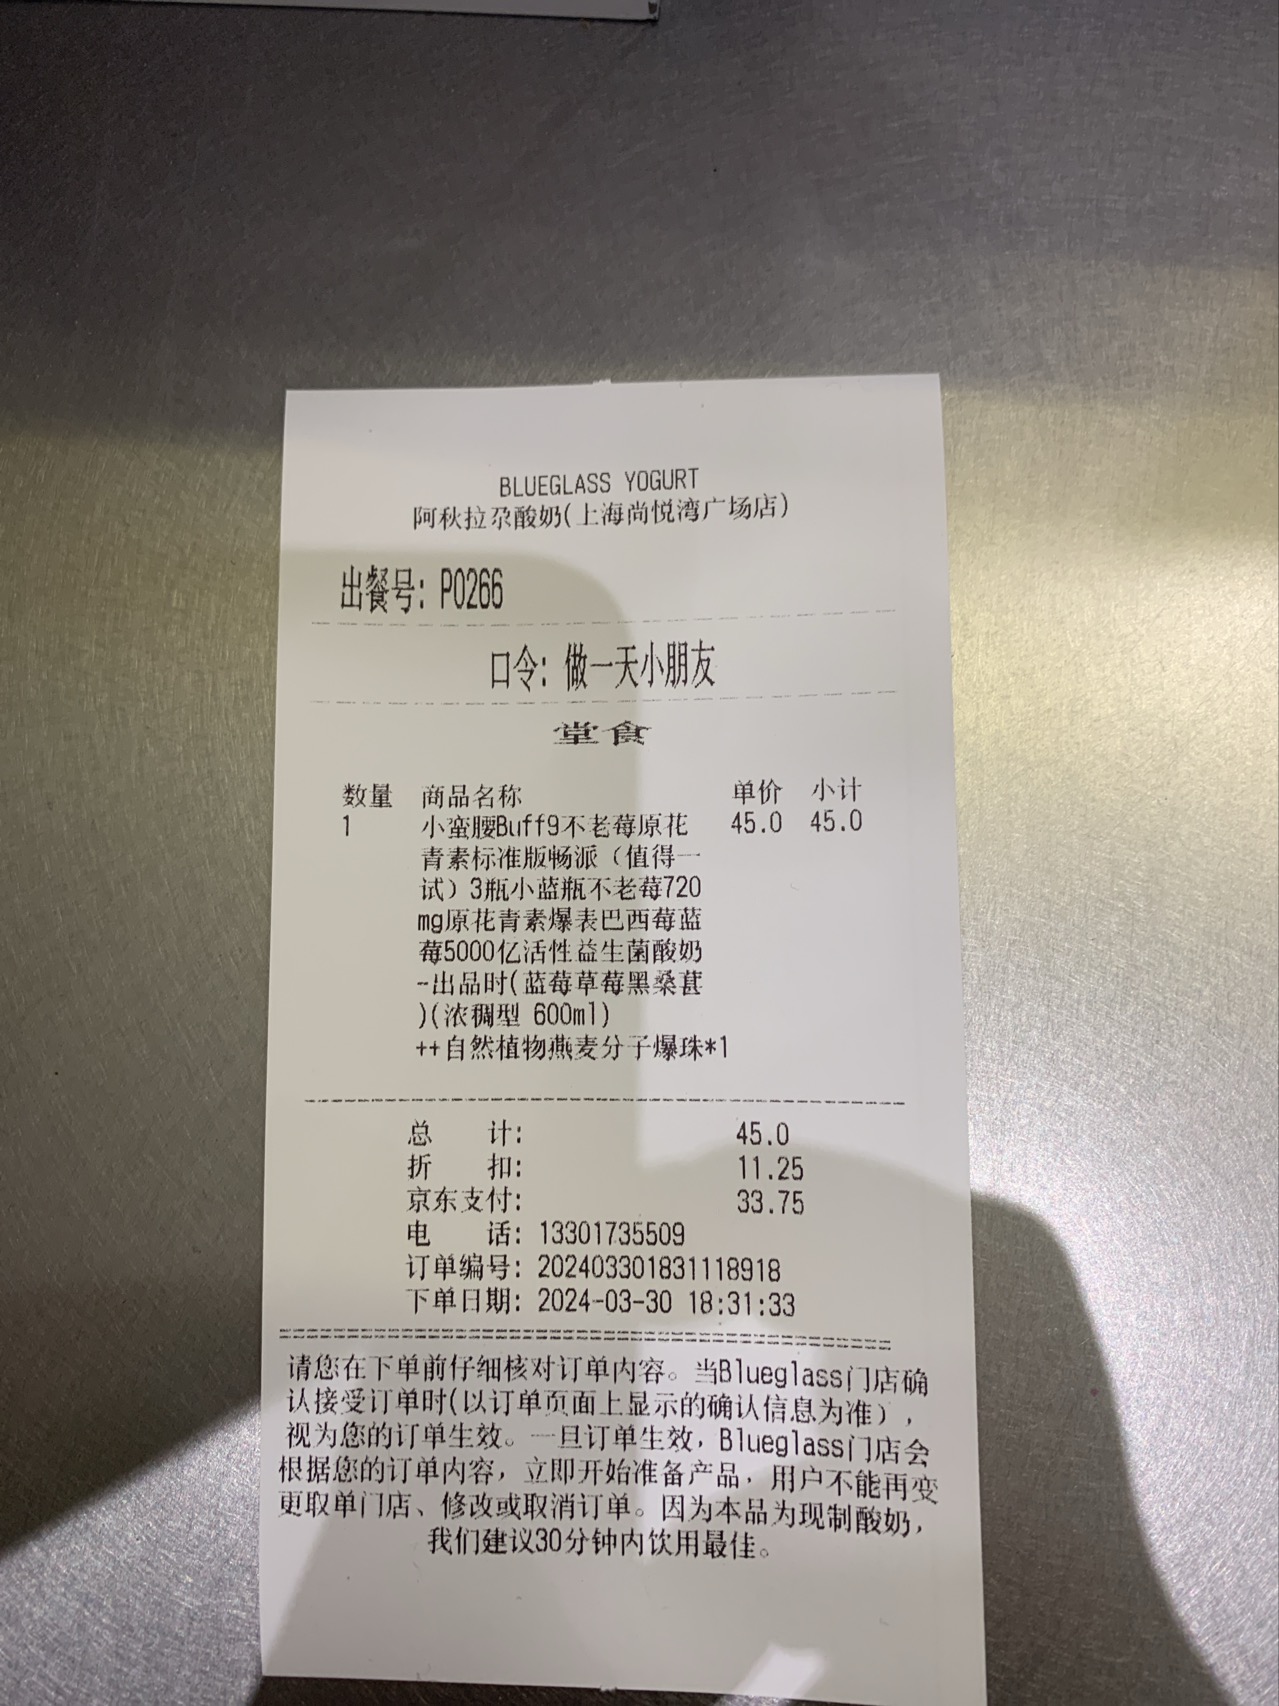 BLUEGLASS YOGURT
阿秋拉尕酸奶(上海尚悦湾广场店)
出餐号: P0266
口令: 做一天小朋友
堂食
数量 商品名称 单价 小计
1 小蛮腰Buff9不老莓原花 45.0 45.0
青素标准版畅派（值得一
试）3瓶小蓝瓶不老莓720
mg原花青素爆表巴西莓蓝
莓5000亿活性益生菌酸奶
-出品时(蓝莓草莓黑桑葚
)(浓稠型 600ml)
++自然植物燕麦分子爆珠*1
总 计: 45.0
折 扣: 11.25
京东支付: 33.75
电 话: 13301735509
订单编号: 202403301831118918
下单日期: 2024-03-30 18:31:33
请您在下单前仔细核对订单内容。当Blueglass门店确
认接受订单时(以订单页面上显示的确认信息为准)，
视为您的订单生效。一旦订单生效，Blueglass门店会
根据您的订单内容，立即开始准备产品，用户不能再变
更取单门店、修改或取消订单。因为本品为现制酸奶，
我们建议30分钟内饮用最佳。